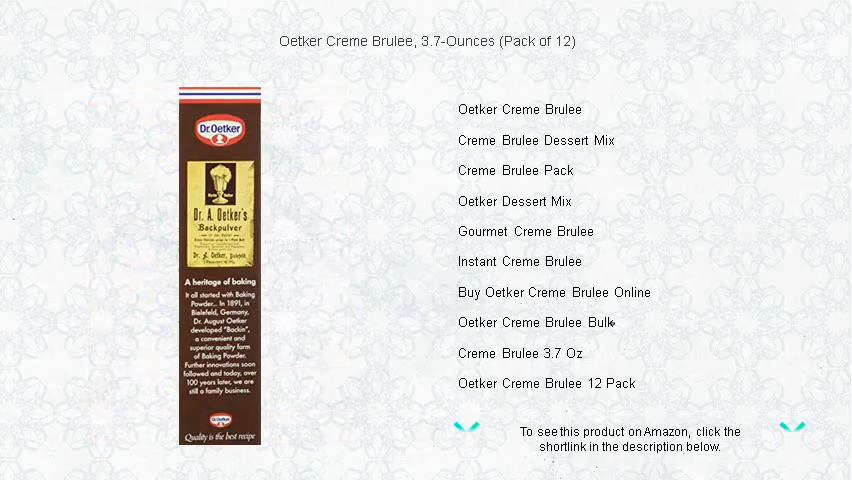 Oetker Creme Brulee, 3.7-Ounces (Pack of 12)
Dr.Oetker
Dr. A. Oetker's
Backpulver
Dr. A. Oetker,
A heritage of baking
It all started with Baking
Powder... In 1891, in
Bielefeld, Germany,
Dr. August Oetker
developed "Backin",
a convenient and
superior quality form
of Baking Powder.
Further innovations soon
followed and today, over
100 years later, we are
still a family business.
Dr.Oetker
Quality is the best recipe
Oetker Creme Brulee
Creme Brulee Dessert Mix
Creme Brulee Pack
Oetker Dessert Mix
Gourmet Creme Brulee
Instant Creme Brulee
Buy Oetker Creme Brulee Online
Oetker Creme Brulee Bulk
Creme Brulee 3.7 Oz
Oetker Creme Brulee 12 Pack
To see this product on Amazon, click the
shortlink in the description below.